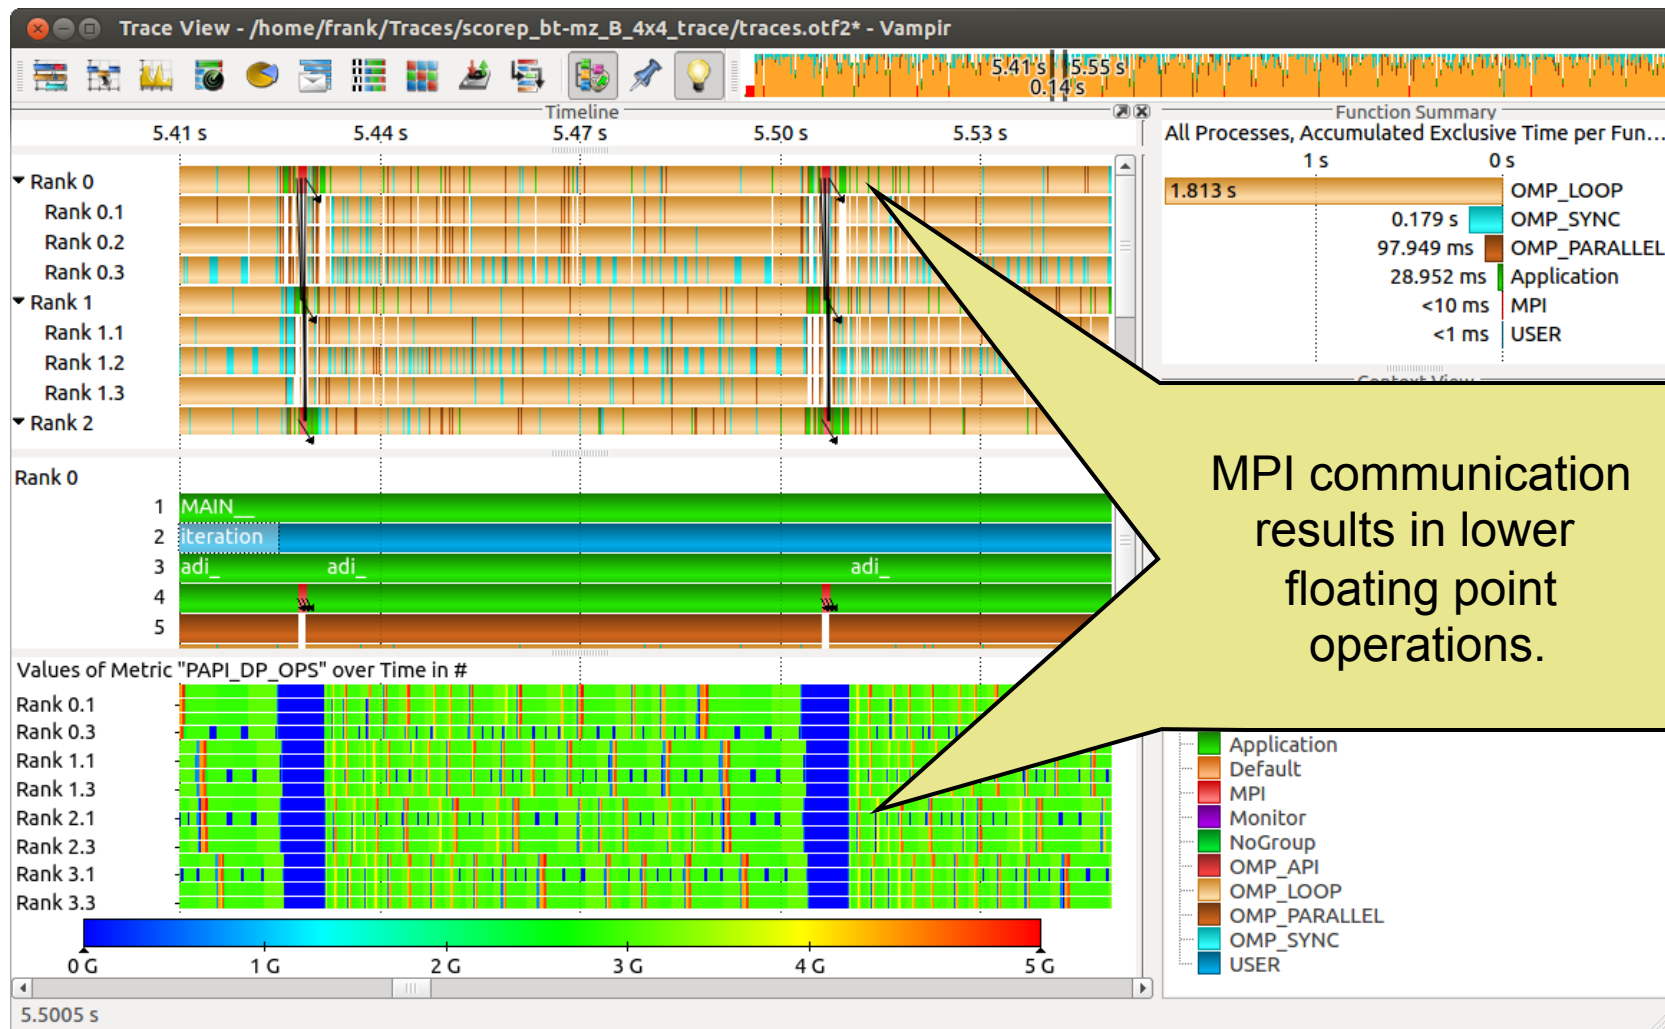 Trace View - /home/frank/Traces/scorep_bt-mz_B_4x4_trace/traces.otf2* - Vampir
5.41 s 5.55 s
0.14 s
Timeline
5.41 s 5.44 s 5.47 s 5.50 s 5.53 s
Rank 0
Rank 0.1
Rank 0.2
Rank 0.3
Rank 1
Rank 1.1
Rank 1.2
Rank 1.3
Rank 2
Rank 0
1 MAIN__
2 iteration
3 adi_ adi_ adi_
4
5
Values of Metric "PAPI_DP_OPS" over Time in #
Rank 0.1
Rank 0.3
Rank 1.1
Rank 1.3
Rank 2.1
Rank 2.3
Rank 3.1
Rank 3.3
0 G 1 G 2 G 3 G 4 G 5 G
5.5005 s
Function Summary
All Processes, Accumulated Exclusive Time per Fun...
1 s 0 s
1.813 s OMP_LOOP
0.179 s OMP_SYNC
97.949 ms OMP_PARALLEL
28.952 ms Application
<10 ms MPI
<1 ms USER
Context View
MPI communication
results in lower
floating point
operations.
Application
Default
MPI
Monitor
NoGroup
OMP_API
OMP_LOOP
OMP_PARALLEL
OMP_SYNC
USER